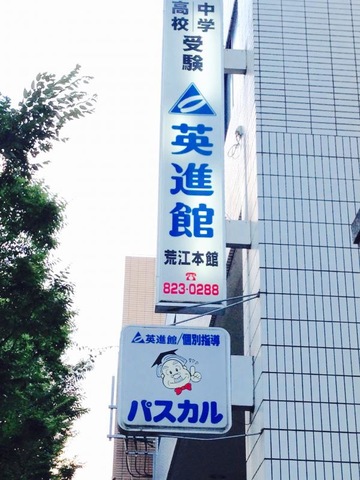 高校 中学
受験
英進館
荒江本館
☎
823-0288
英進館/個別指導
パスカル